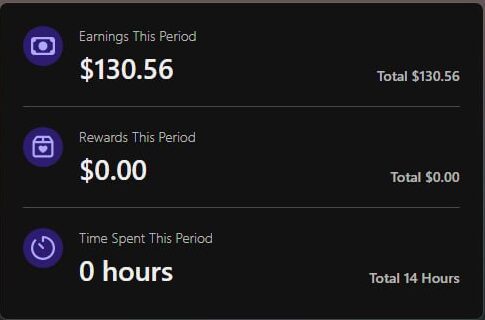 Earnings This Period
$130.56
Total $130.56
Rewards This Period
$0.00
Total $0.00
Time Spent This Period
0 hours
Total 14 Hours